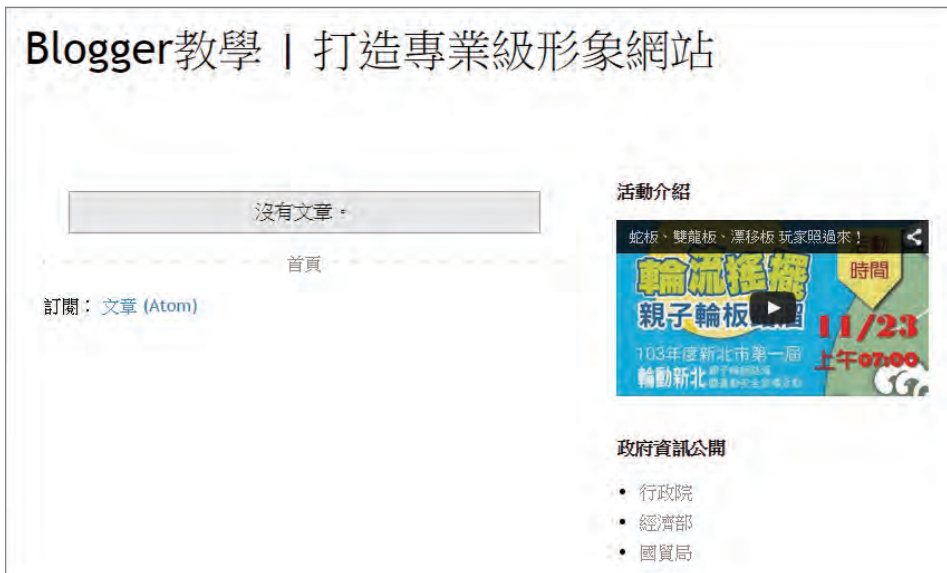 Blogger教學 | 打造專業級形象網站
沒有文章。
首頁
訂閱： 文章 (Atom)
活動介紹
蛇板、雙龍板、漂移板 玩家照過來！
輪流搖擺
時間
親子輪板
11/23
上午07:00
103年度新北市第一屆
輪動新北
政府資訊公開
• 行政院
• 經濟部
• 國貿局